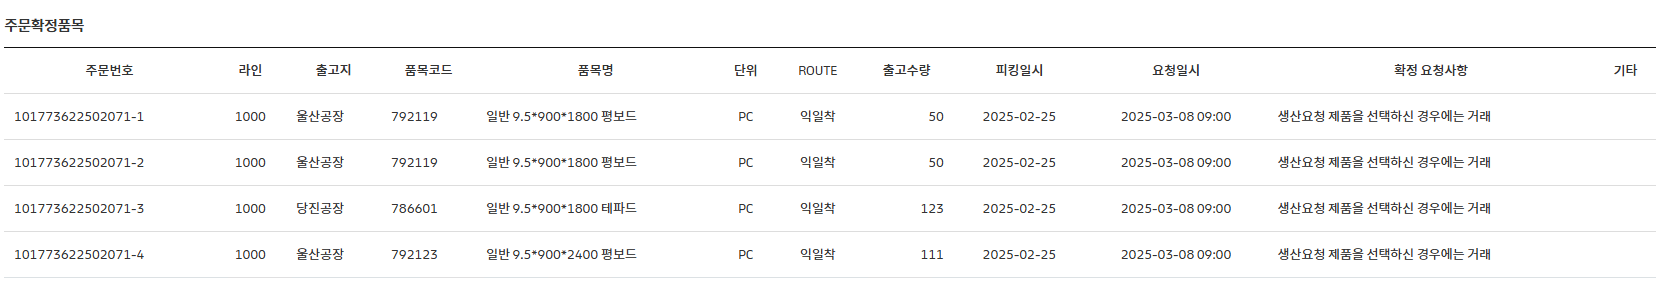 주문확정품목
주문번호 라인 출고지 품목코드 품목명 단위 ROUTE 출고수량 피킹일시 요청일시 확정 요청사항 기타
101773622502071-1 1000 울산공장 792119 일반 9.5*900*1800 평보드 PC 익일착 50 2025-02-25 2025-03-08 09:00 생산요청 제품을 선택하신 경우에는 거래
101773622502071-2 1000 울산공장 792119 일반 9.5*900*1800 평보드 PC 익일착 50 2025-02-25 2025-03-08 09:00 생산요청 제품을 선택하신 경우에는 거래
101773622502071-3 1000 당진공장 786601 일반 9.5*900*1800 테파드 PC 익일착 123 2025-02-25 2025-03-08 09:00 생산요청 제품을 선택하신 경우에는 거래
101773622502071-4 1000 울산공장 792123 일반 9.5*900*2400 평보드 PC 익일착 111 2025-02-25 2025-03-08 09:00 생산요청 제품을 선택하신 경우에는 거래